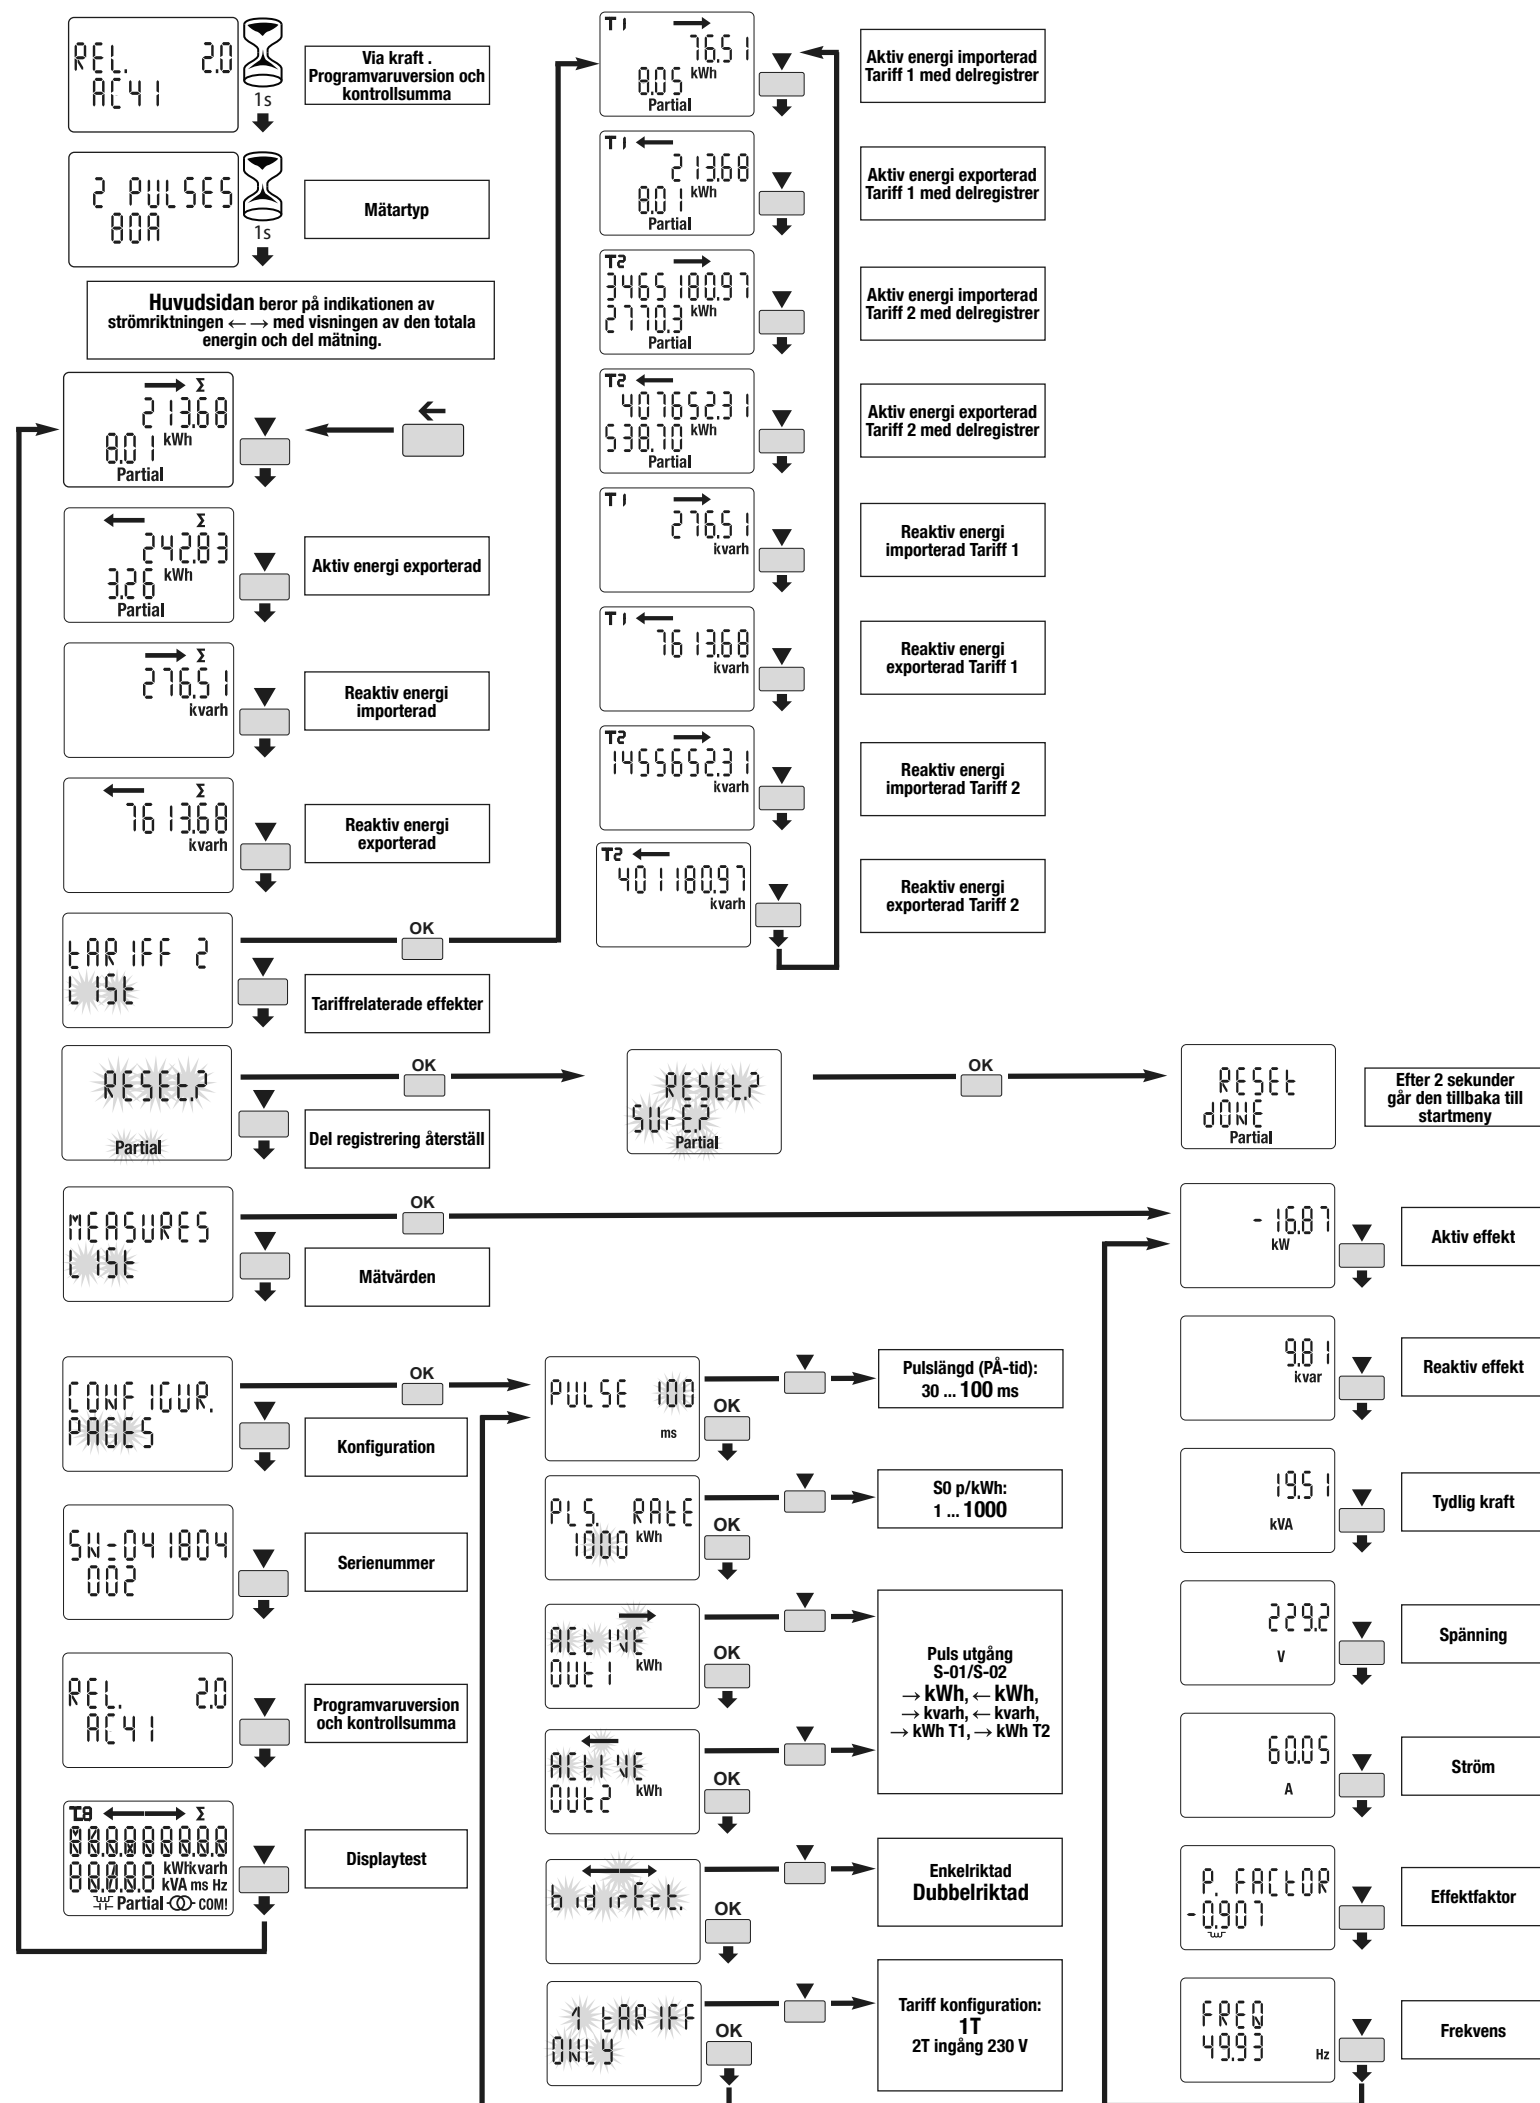 REL. 2.0
AC41
1s
Via kraft .
Programvaruversion och
kontrollsumma
2 PULSES
80A
1s
Mätartyp
Huvudsidan beror på indikationen av
strömriktningen ← → med visningen av den totala
energin och del mätning.
→ Σ
213.68
8.01 kWh
Partial
←
← Σ
242.83
3.26 kWh
Partial
Aktiv energi exporterad
→ Σ
276.51
kvarh
Reaktiv energi
importerad
← Σ
7613.68
kvarh
Reaktiv energi
exporterad
tARIFF 2
LISt
OK
Tariffrelaterade effekter
T1 →
76.51
8.05 kWh
Partial
Aktiv energi importerad
Tariff 1 med delregistrer
T1 ←
213.68
8.01 kWh
Partial
Aktiv energi exporterad
Tariff 1 med delregistrer
T2 →
3465180.97
2770.3 kWh
Partial
Aktiv energi importerad
Tariff 2 med delregistrer
T2 ←
407652.31
538.70 kWh
Partial
Aktiv energi exporterad
Tariff 2 med delregistrer
T1 →
276.51
kvarh
Reaktiv energi
importerad Tariff 1
T1 ←
7613.68
kvarh
Reaktiv energi
exporterad Tariff 1
T2 →
1455652.31
kvarh
Reaktiv energi
importerad Tariff 2
T2 ←
401180.97
kvarh
Reaktiv energi
exporterad Tariff 2
RESEt.?
Partial
OK
Del registrering återställ
RESEt.?
SUrE.?
Partial
OK
RESEt
dONE
Partial
Efter 2 sekunder
går den tillbaka till
startmeny
MEASURES
LISt
OK
Mätvärden
-16.87
kW
Aktiv effekt
9.81
kvar
Reaktiv effekt
19.51
kVA
Tydlig kraft
229.2
V
Spänning
60.05
A
Ström
P. FACtOR
-0.907
Effektfaktor
FREQ
49.93 Hz
Frekvens
CONFIGUR.
PAGES
OK
Konfiguration
SN-041804
002
Serienummer
REL. 2.0
AC41
Programvaruversion
och kontrollsumma
T.8 ← → Σ
kWh kvarh
kVA ms Hz
Partial COM!
Displaytest
PULSE 100
ms
OK
Pulslängd (PÅ-tid):
30 ... 100 ms
PLS. RAtE
1000 kWh
OK
S0 p/kWh:
1 ... 1000
→
ACtIVE
OUt1 kWh
OK
←
ACtIVE
OUt2 kWh
OK
Puls utgång
S-01/S-02
→ kWh, ← kWh,
→ kvarh, ← kvarh,
→ kWh T1, → kWh T2
← →
bidirEct.
OK
Enkelriktad
Dubbelriktad
1 tARIFF
ONLY
OK
Tariff konfiguration:
1T
2T ingång 230 V